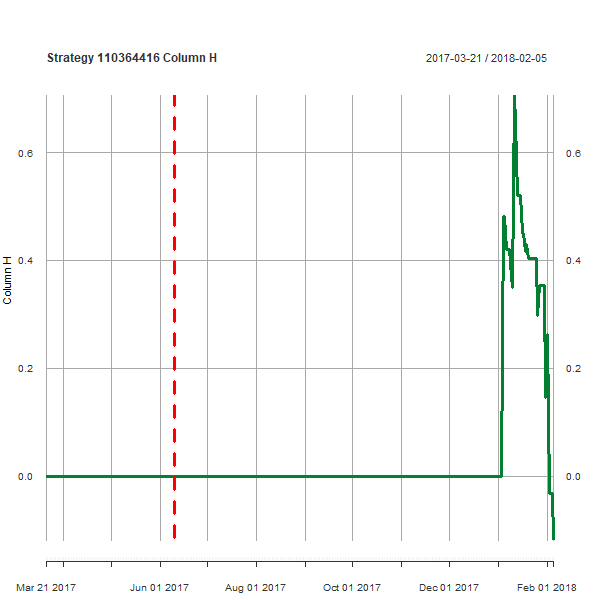 Strategy 110364416 Column H
2017-03-21 / 2018-02-05
Column H
0.6
0.4
0.2
0.0
0.6
0.4
0.2
0.0
Mar 21 2017
Jun 01 2017
Aug 01 2017
Oct 01 2017
Dec 01 2017
Feb 01 2018